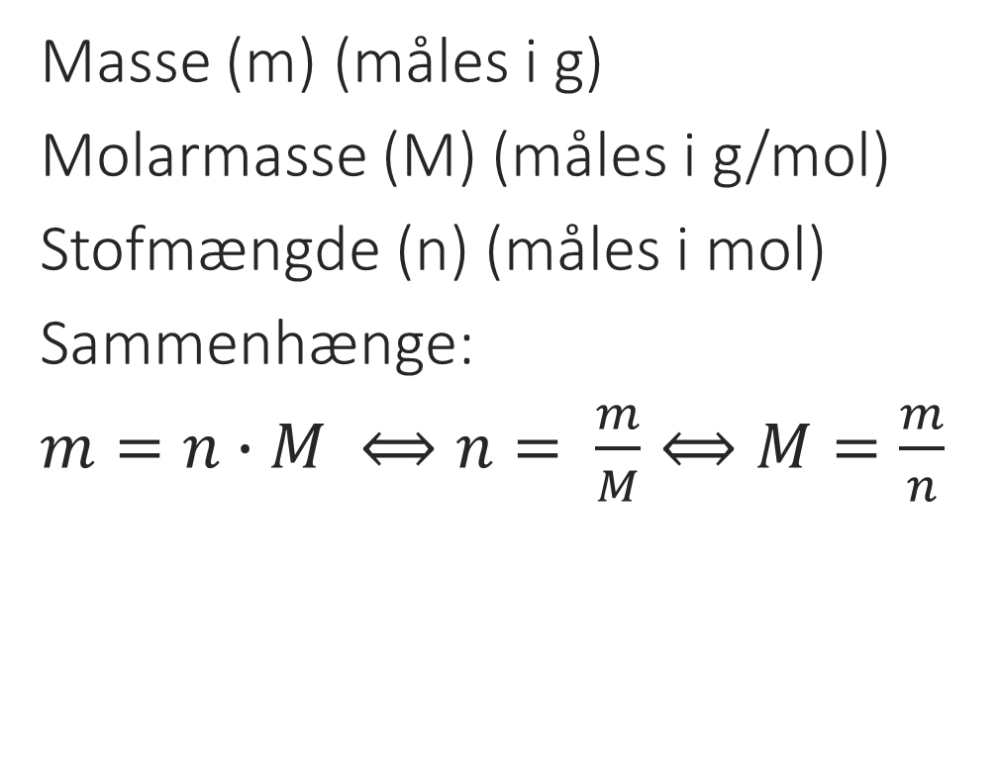 Masse (m) (måles i g)
Molarmasse (M) (måles i g/mol)
Stofmængde (n) (måles i mol)
Sammenhænge:
𝑚 = 𝑛 · 𝑀 ⟺ 𝑛 = 𝑚/𝑀 ⟺ 𝑀 = 𝑚/𝑛